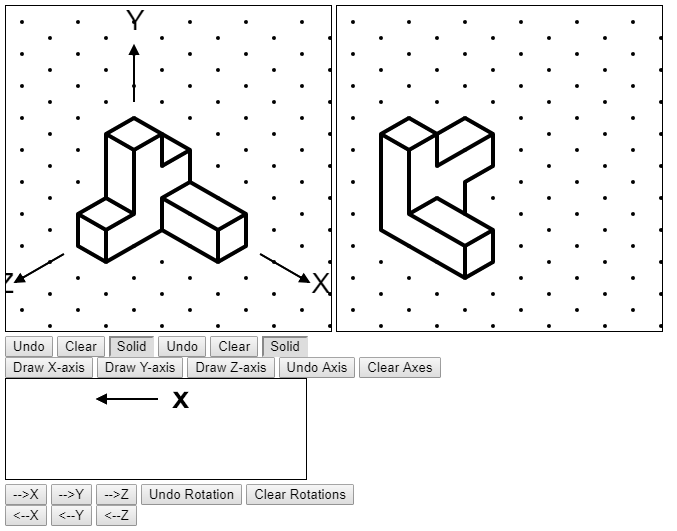 Y
Z
X
Undo Clear Solid Undo Clear Solid
Draw X-axis Draw Y-axis Draw Z-axis Undo Axis Clear Axes
X
-->X -->Y -->Z Undo Rotation Clear Rotations
<--X <--Y <--Z